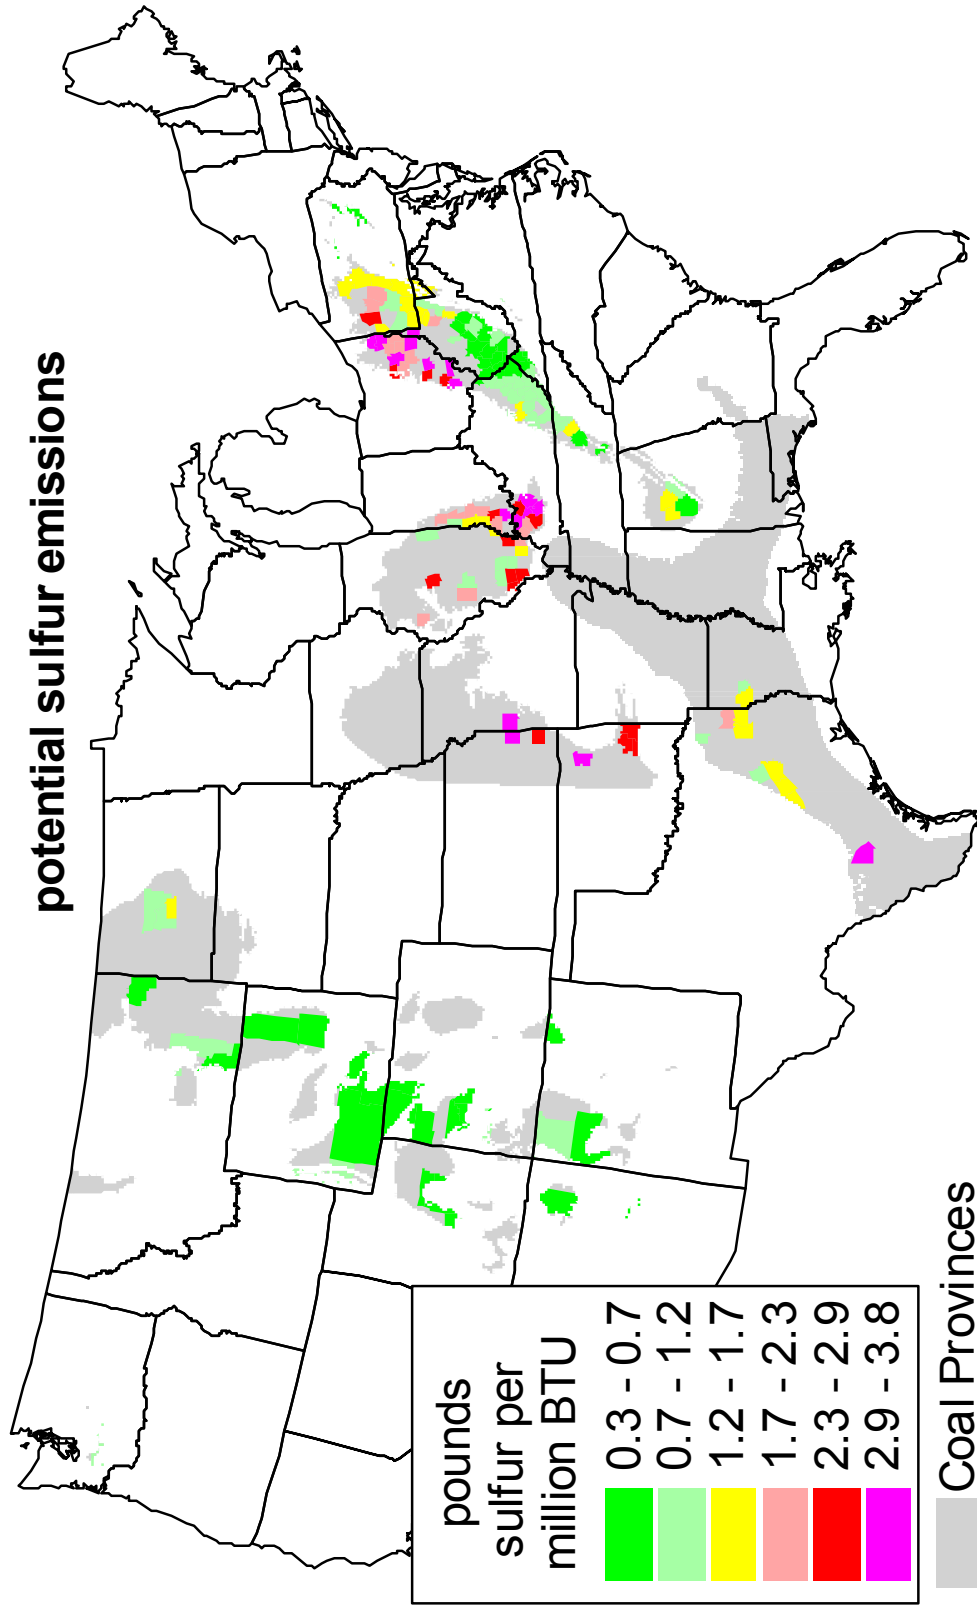 potential sulfur emissions
pounds
sulfur per
million BTU
0.3 - 0.7
0.7 - 1.2
1.2 - 1.7
1.7 - 2.3
2.3 - 2.9
2.9 - 3.8
Coal Provinces